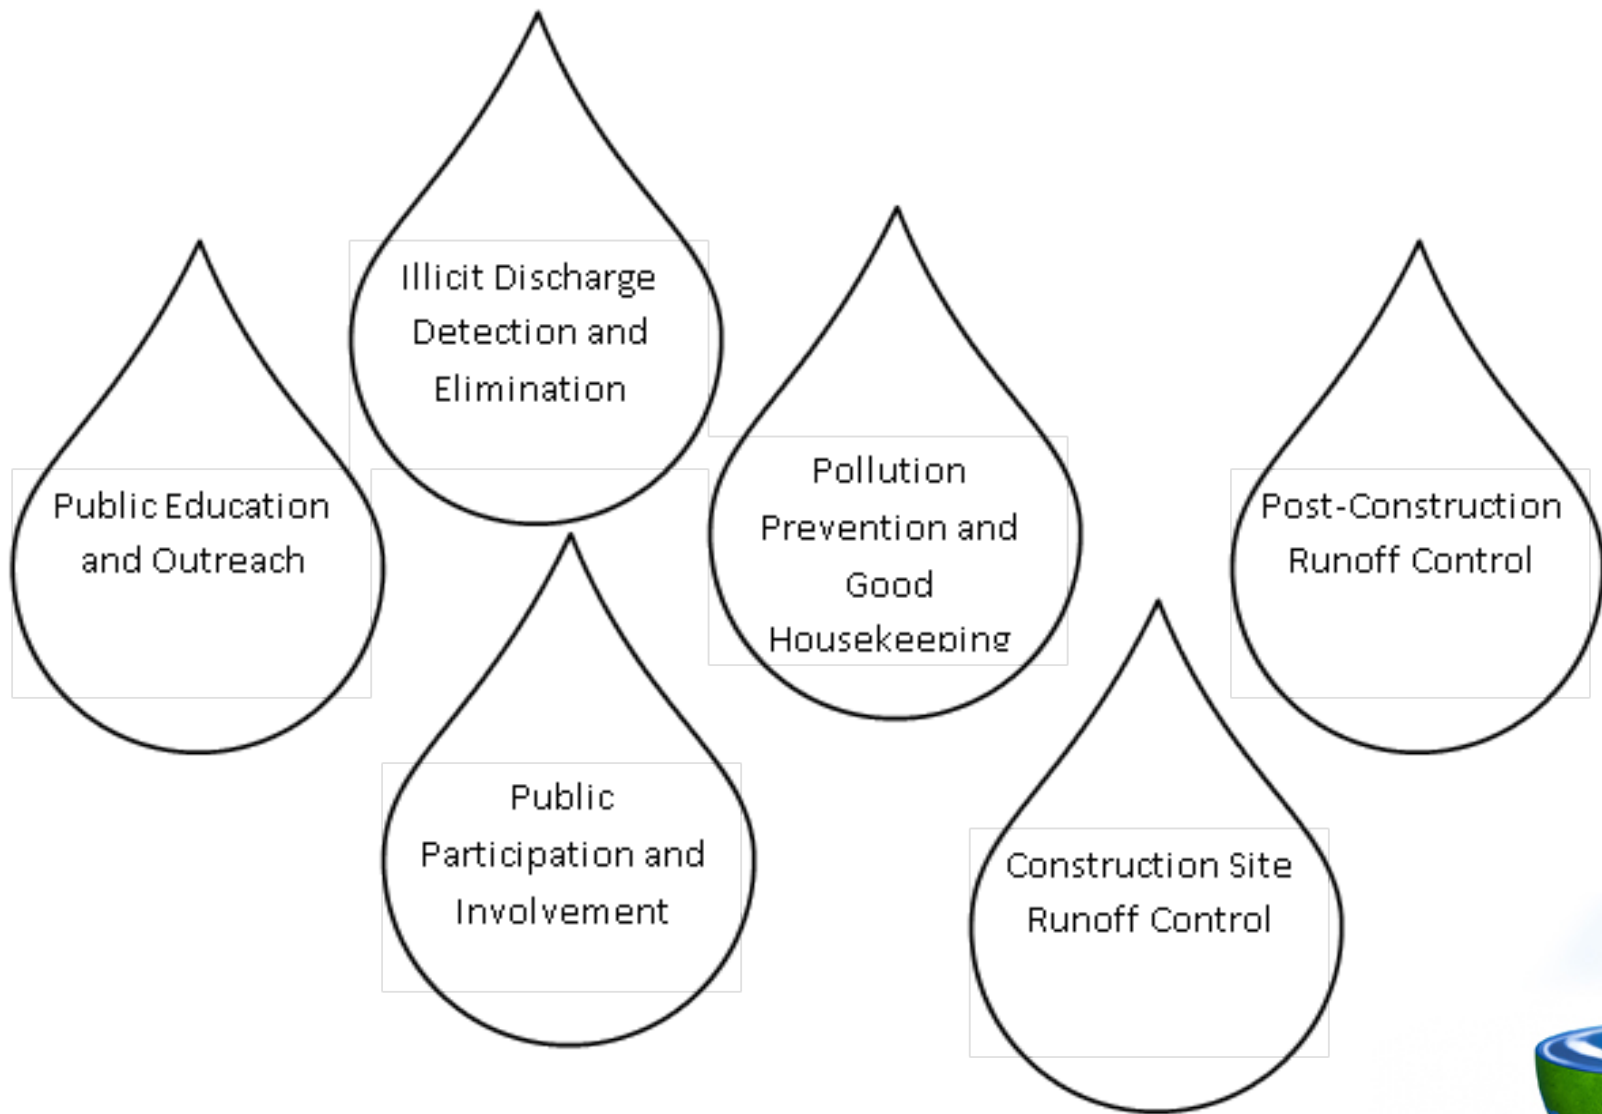 Illicit Discharge
Detection and
Elimination
Public Education
and Outreach
Pollution
Prevention and
Good
Housekeeping
Post-Construction
Runoff Control
Public
Participation and
Involvement
Construction Site
Runoff Control